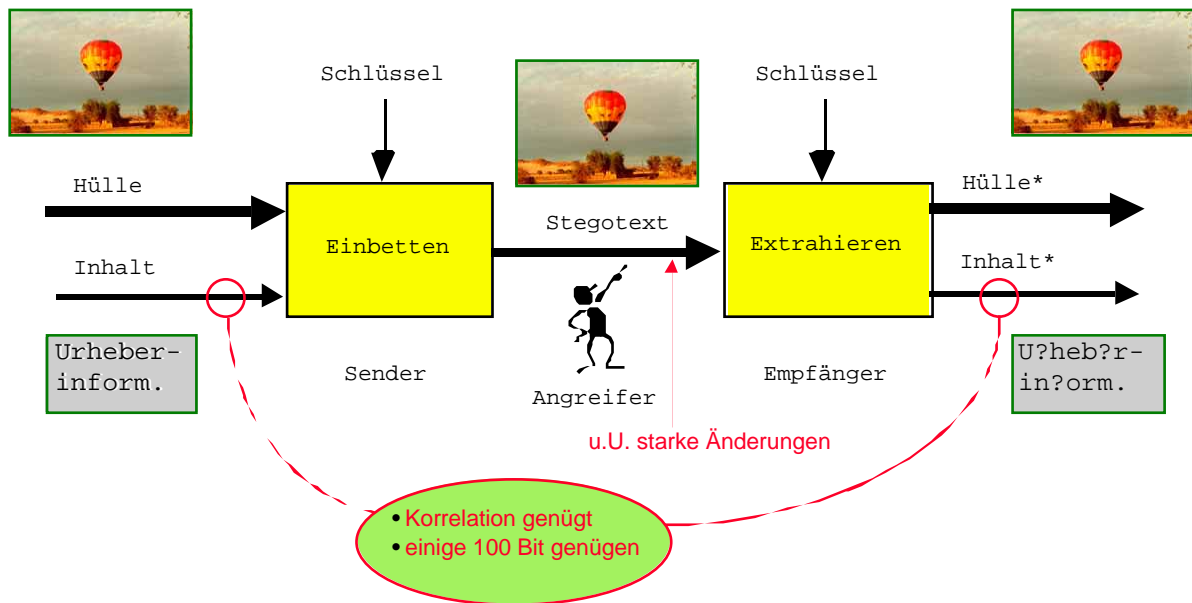 Schlüssel
Schlüssel
Hülle
Einbetten
Stegotext
Extrahieren
Hülle*
Inhalt
Inhalt*
Urheber-
inform.
Sender
Angreifer
Empfänger
U?heb?r-
in?orm.
u.U. starke Änderungen
• Korrelation genügt
• einige 100 Bit genügen